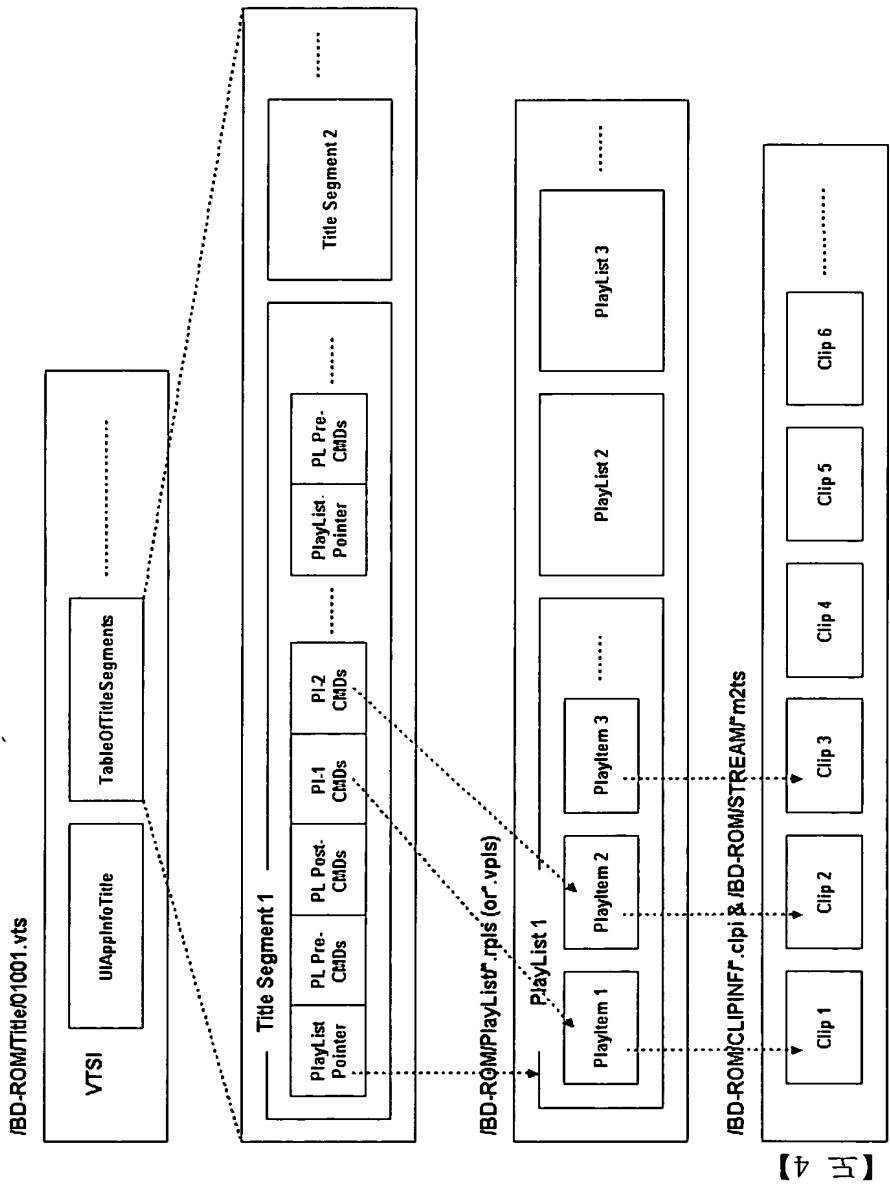 /BD-ROM/Title/01001.vts
VTSI
UIAppInfoTitle
TableOfTitleSegments
Title Segment 1
PlayList
Pointer
PL Pre-
CMDs
PL Post-
CMDs
PI-1
CMDs
PI-2
CMDs
PlayList
Pointer
PL Pre-
CMDs
Title Segment 2
/BD-ROM/PlayList/*.rpls (or*.vpls)
PlayList 1
PlayItem 1
PlayItem 2
PlayItem 3
PlayList 2
PlayList 3
/BD-ROM/CLIPINF/*.clpi & /BD-ROM/STREAM/*m2ts
Clip 1
Clip 2
Clip 3
Clip 4
Clip 5
Clip 6
【도 4】